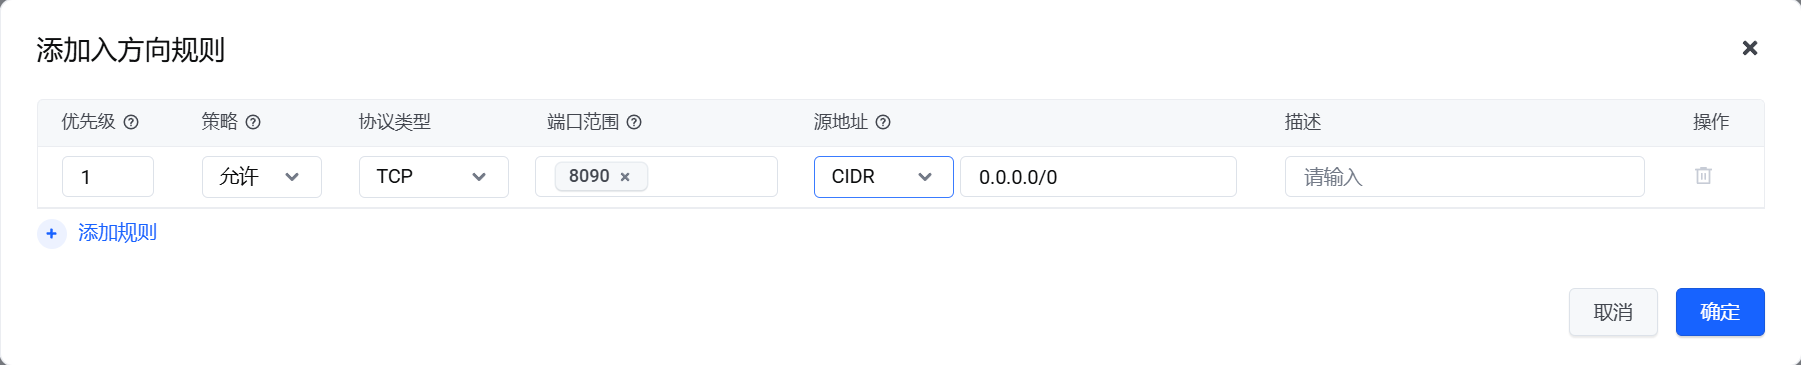 添加入方向规则
优先级 策略 协议类型 端口范围 源地址 描述 操作
1 允许 TCP 8090 CIDR 0.0.0.0/0 请输入
添加规则
取消 确定